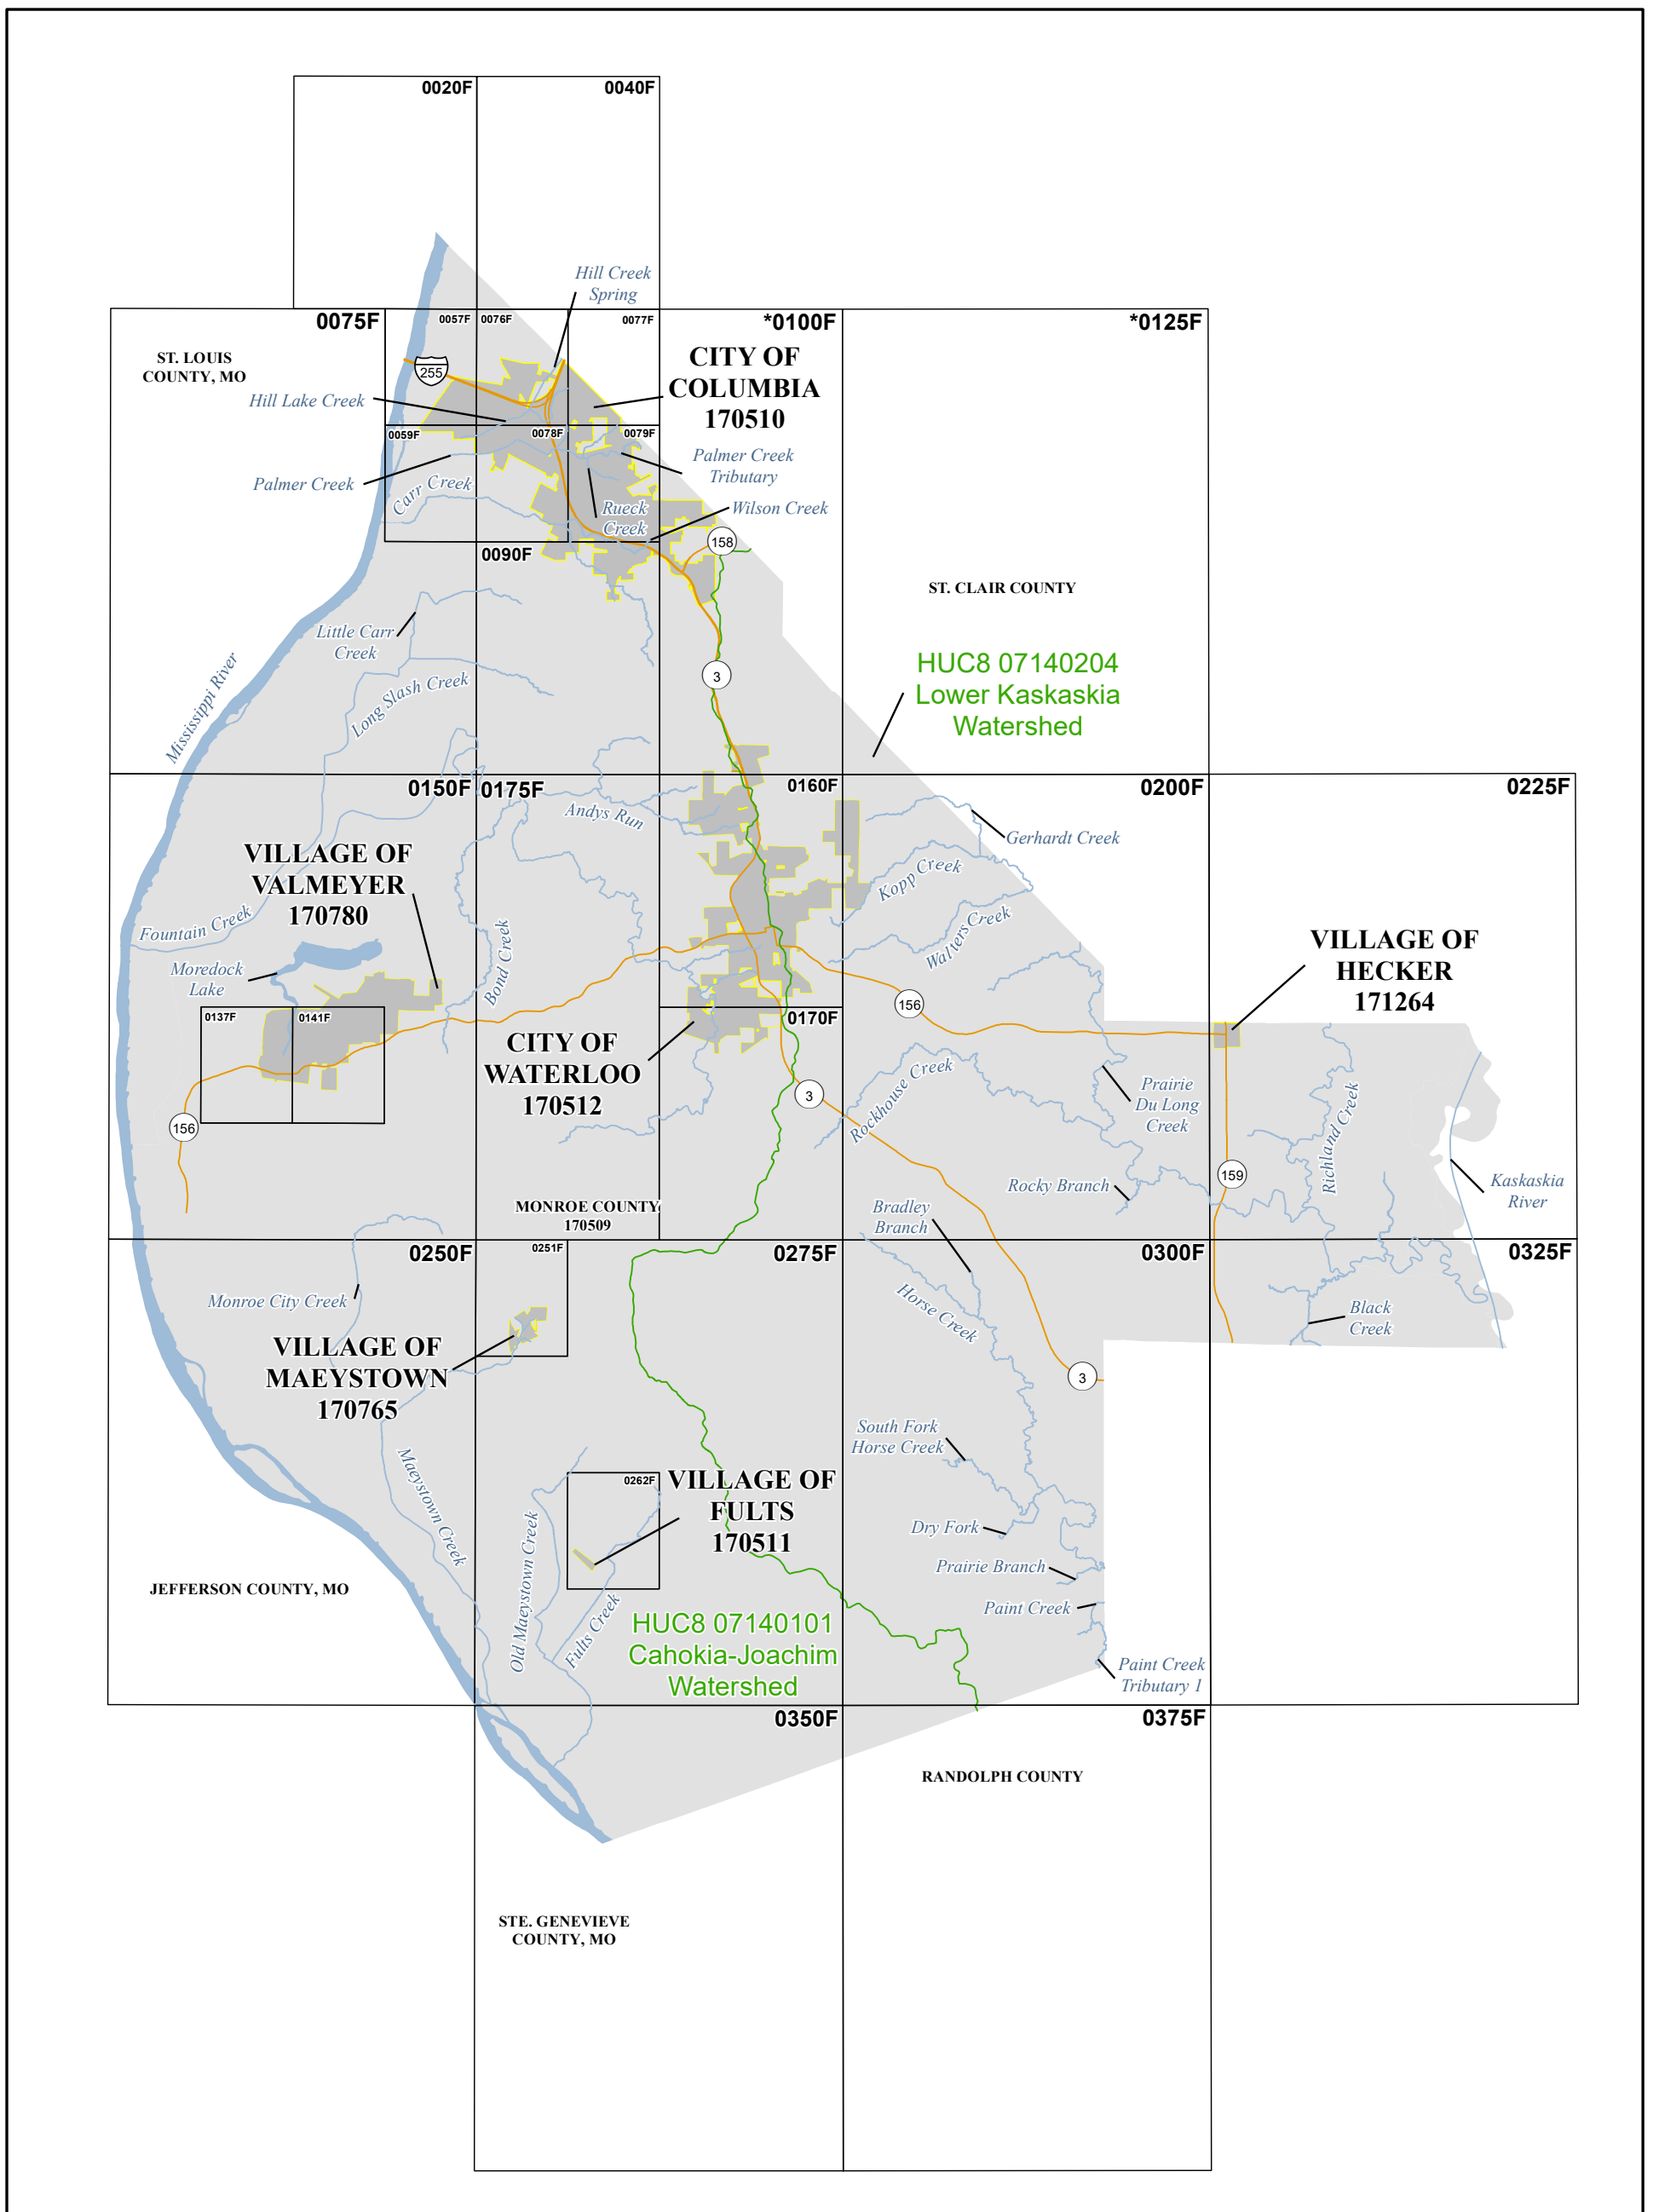 0020F
0040F
Hill Creek
Spring
0075F
0057F
0076F
0077F
*0100F
*0125F
ST. LOUIS
COUNTY, MO
255
CITY OF
COLUMBIA
170510
Hill Lake Creek
0059F
0078F
0079F
Palmer Creek
Tributary
Palmer Creek
Carr Creek
Rueck
Creek
Wilson Creek
158
0090F
ST. CLAIR COUNTY
Little Carr
Creek
Mississippi River
Long Slash Creek
3
HUC8 07140204
Lower Kaskaskia
Watershed
0150F
0175F
0160F
0200F
0225F
Andys Run
Gerhardt Creek
VILLAGE OF
VALMEYER
170780
Kopp Creek
Fountain Creek
Walters Creek
Bond Creek
Moredock
Lake
VILLAGE OF
HECKER
171264
0137F
0141F
156
0170F
CITY OF
WATERLOO
170512
3
Rockhouse Creek
Prairie
Du Long
Creek
Richland Creek
156
159
Kaskaskia
River
Rocky Branch
MONROE COUNTY
170509
Bradley
Branch
0250F
0251F
0275F
0300F
0325F
Monroe City Creek
Horse Creek
Black
Creek
VILLAGE OF
MAEYSTOWN
170765
3
South Fork
Horse Creek
Maeystown Creek
0262F
VILLAGE OF
FULTS
170511
Old Maeystown Creek
Dry Fork
Prairie Branch
JEFFERSON COUNTY, MO
Paint Creek
Fults Creek
HUC8 07140101
Cahokia-Joachim
Watershed
Paint Creek
Tributary 1
0350F
0375F
RANDOLPH COUNTY
STE. GENEVIEVE
COUNTY, MO